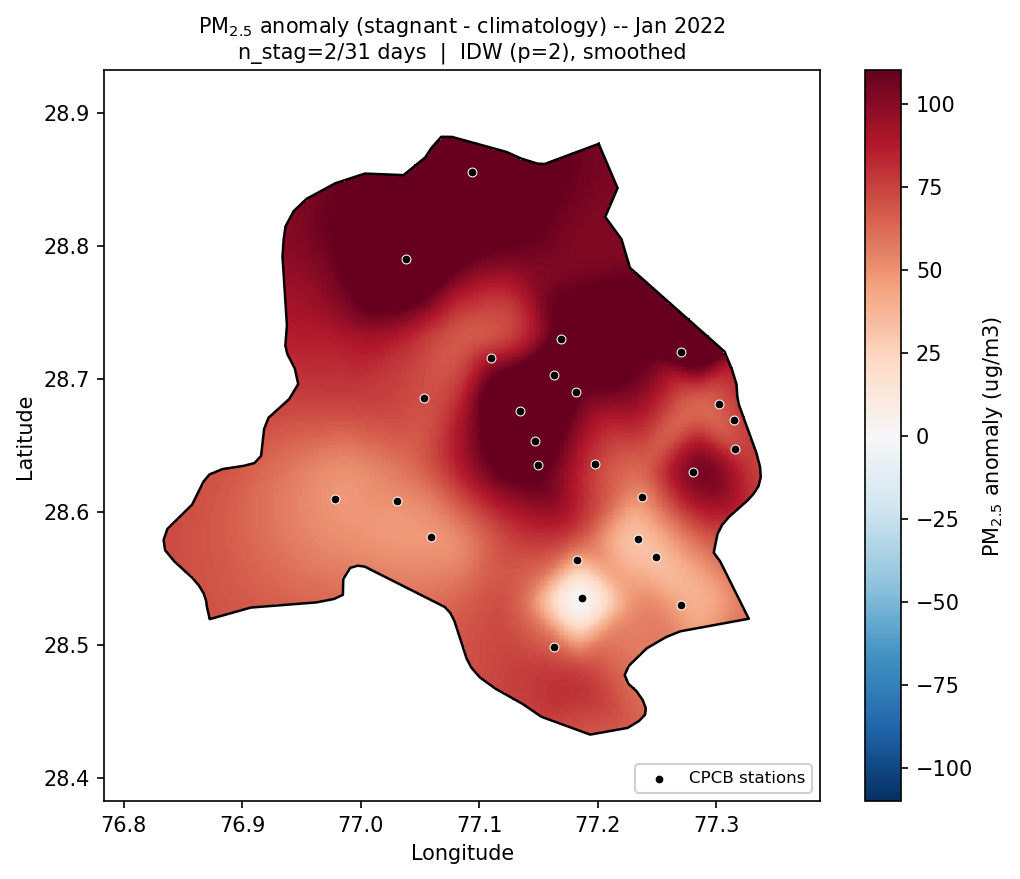 PM2.5 anomaly (stagnant - climatology) -- Jan 2022
n_stag=2/31 days | IDW (p=2), smoothed
28.9
28.8
28.7
28.6
28.5
28.4
Latitude
76.8 76.9 77.0 77.1 77.2 77.3
Longitude
CPCB stations
100
75
50
25
0
−25
−50
−75
−100
PM2.5 anomaly (ug/m3)